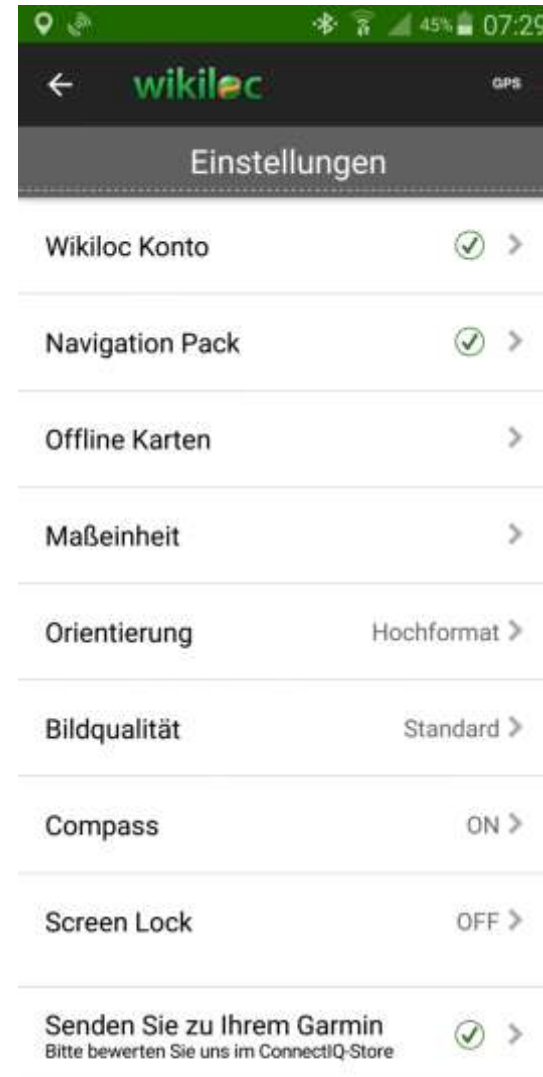 45% 07:29
wikiloc GPS
Einstellungen
Wikiloc Konto
Navigation Pack
Offline Karten
Maßeinheit
Orientierung Hochformat
Bildqualität Standard
Compass ON
Screen Lock OFF
Senden Sie zu Ihrem Garmin
Bitte bewerten Sie uns im ConnectIQ-Store